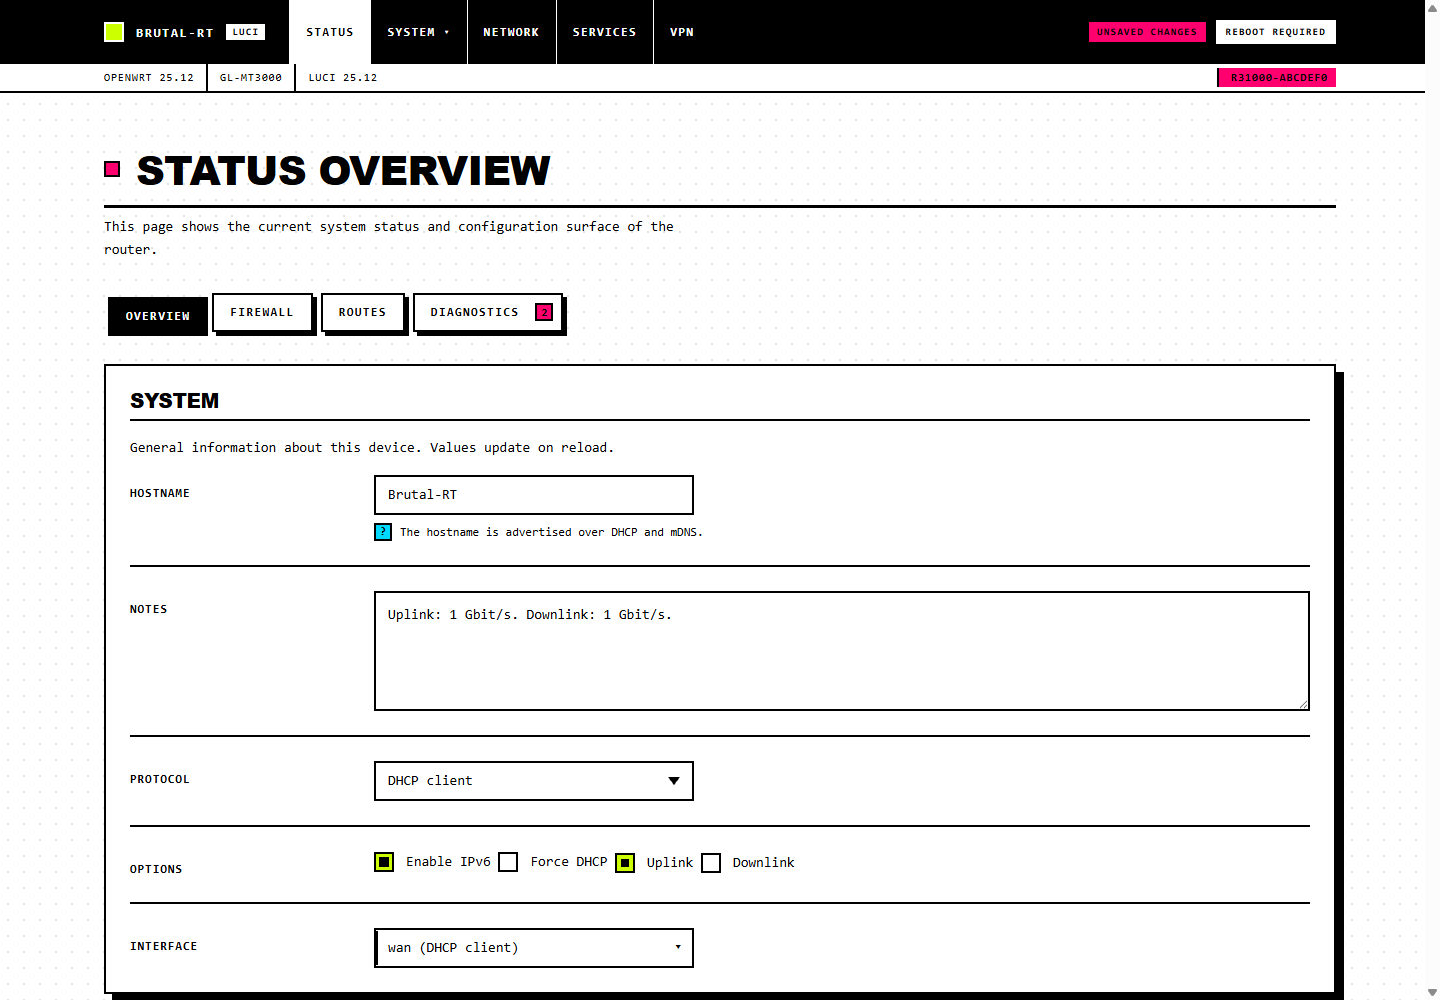 BRUTAL-RT LUCI STATUS SYSTEM ▾ NETWORK SERVICES VPN UNSAVED CHANGES REBOOT REQUIRED
OPENWRT 25.12 GL-MT3000 LUCI 25.12 R31000-ABCDEF0
STATUS OVERVIEW
This page shows the current system status and configuration surface of the
router.
OVERVIEW FIREWALL ROUTES DIAGNOSTICS 2
SYSTEM
General information about this device. Values update on reload.
HOSTNAME Brutal-RT
? The hostname is advertised over DHCP and mDNS.
NOTES Uplink: 1 Gbit/s. Downlink: 1 Gbit/s.
PROTOCOL DHCP client
OPTIONS Enable IPv6 Force DHCP Uplink Downlink
INTERFACE wan (DHCP client) ▾